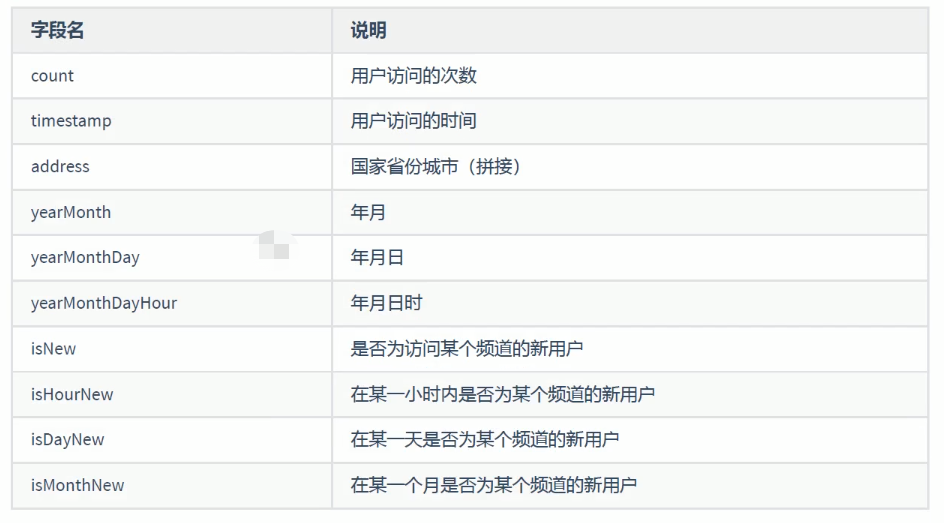 字段名 说明
count 用户访问的次数
timestamp 用户访问的时间
address 国家省份城市（拼接）
yearMonth 年月
yearMonthDay 年月日
yearMonthDayHour 年月日时
isNew 是否为访问某个频道的新用户
isHourNew 在某一小时内是否为某个频道的新用户
isDayNew 在某一天是否为某个频道的新用户
isMonthNew 在某一个月是否为某个频道的新用户